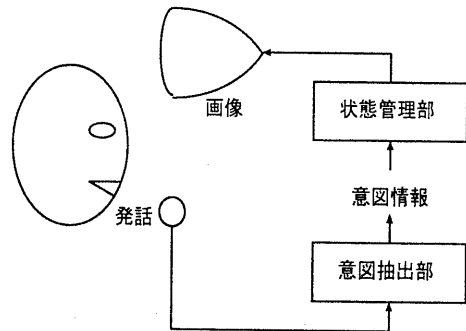 画像
状態管理部
意図情報
発話
意図抽出部